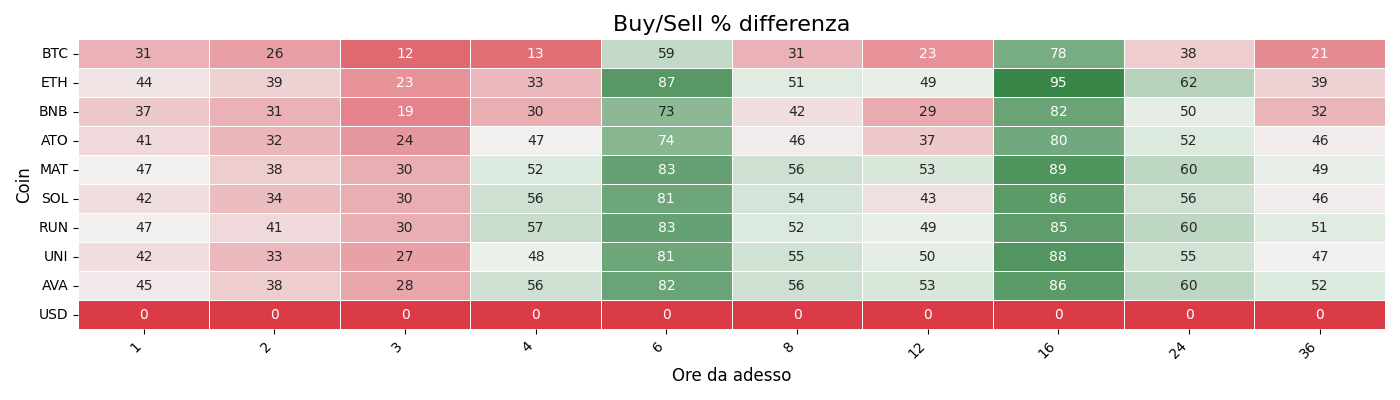 Buy/Sell % differenza
Coin
BTC 31 26 12 13 59 31 23 78 38 21
ETH 44 39 23 33 87 51 49 95 62 39
BNB 37 31 19 30 73 42 29 82 50 32
ATO 41 32 24 47 74 46 37 80 52 46
MAT 47 38 30 52 83 56 53 89 60 49
SOL 42 34 30 56 81 54 43 86 56 46
RUN 47 41 30 57 83 52 49 85 60 51
UNI 42 33 27 48 81 55 50 88 55 47
AVA 45 38 28 56 82 56 53 86 60 52
USD 0 0 0 0 0 0 0 0 0 0
1 2 3 4 6 8 12 16 24 36
Ore da adesso